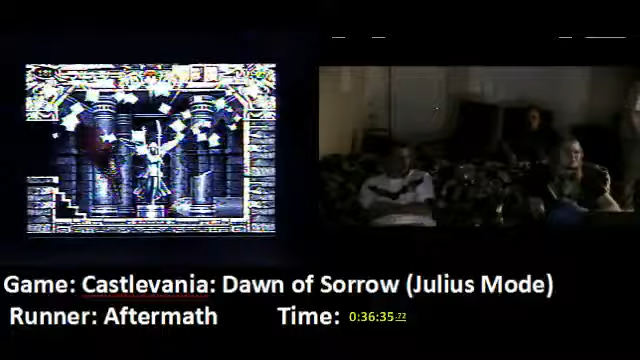 Game: Castlevania: Dawn of Sorrow (Julius Mode)
Runner: Aftermath Time: 0:36:35.72